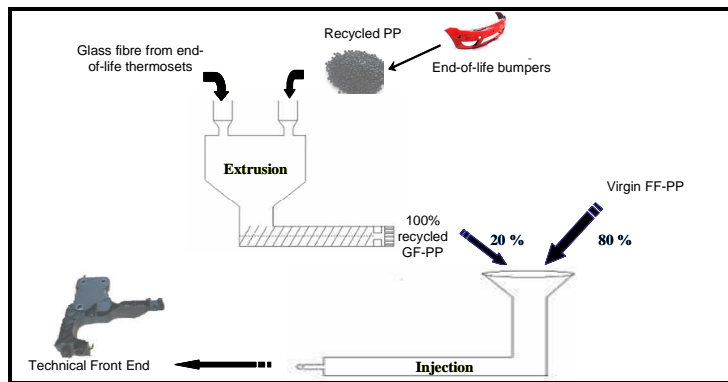 Recycled PP
Glass fibre from end-
of-life thermosets
End-of-life bumpers
Extrusion
Virgin FF-PP
100%
recycled
GF-PP
20 %
80 %
Technical Front End
Injection